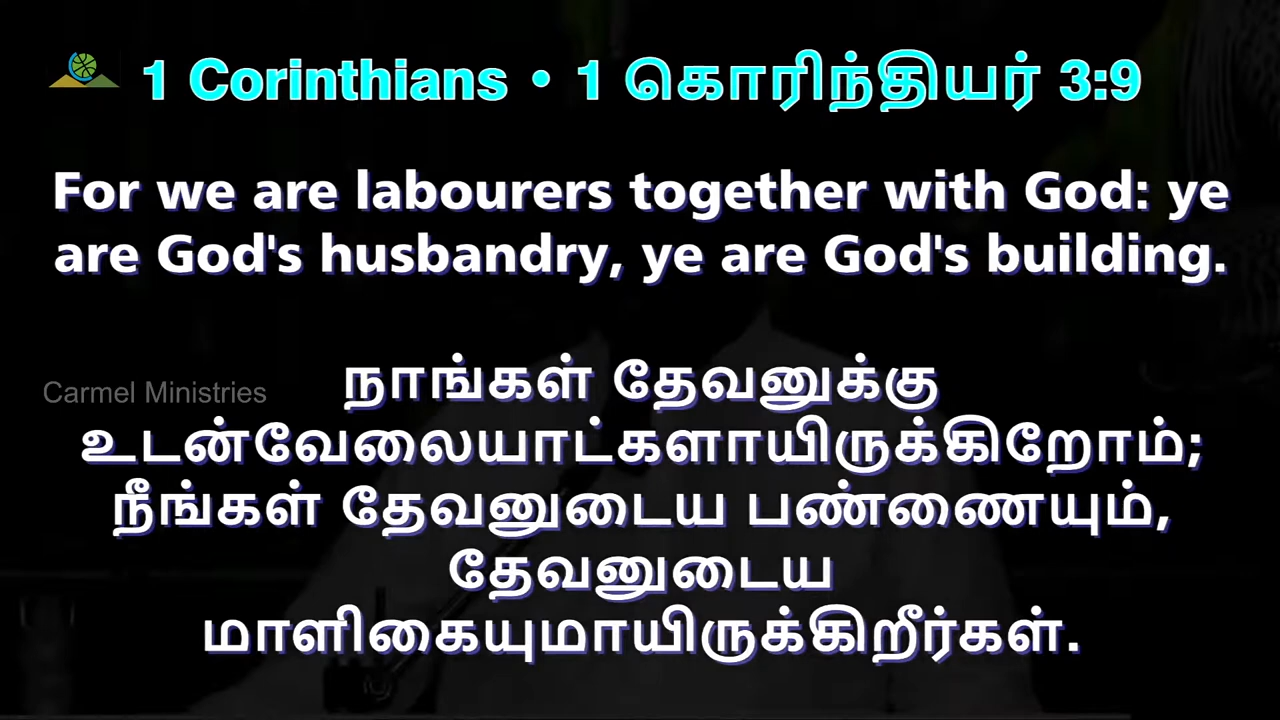 1 Corinthians • 1 கொரிந்தியர் 3:9
For we are labourers together with God: ye
are God's husbandry, ye are God's building.
Carmel Ministries
நாங்கள் தேவனுக்கு
உடன்வேலையாட்களாயிருக்கிறோம்;
நீங்கள் தேவனுடைய பண்ணையும்,
தேவனுடைய
மாளிகையுமாயிருக்கிறீர்கள்.